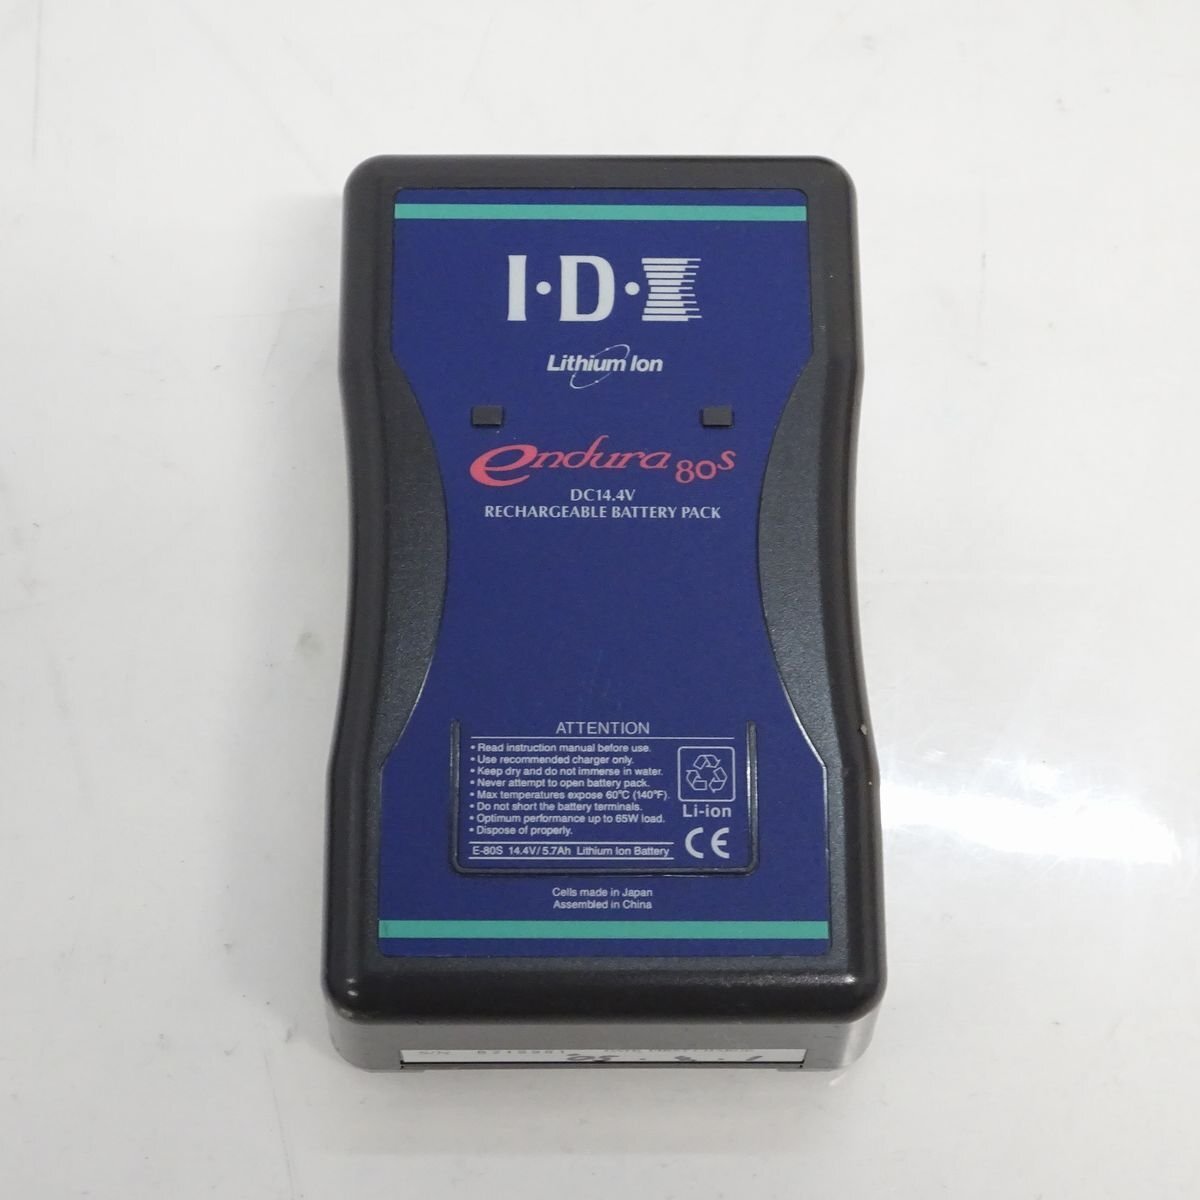 I·D·X
Lithium Ion
endura 80s
DC14.4V
RECHARGEABLE BATTERY PACK
ATTENTION
• Read instruction manual before use.
• Use recommended charger only.
• Keep dry and do not immerse in water.
• Never attempt to open battery pack.
• Max temperatures expose 60°C (140°F).
• Do not short the battery terminals.
• Optimum performance up to 65W load.
• Dispose of properly.
Li-ion
CE
E-80S 14.4V/5.7Ah Lithium Ion Battery
Cells made in Japan
Assembled in China
S/N